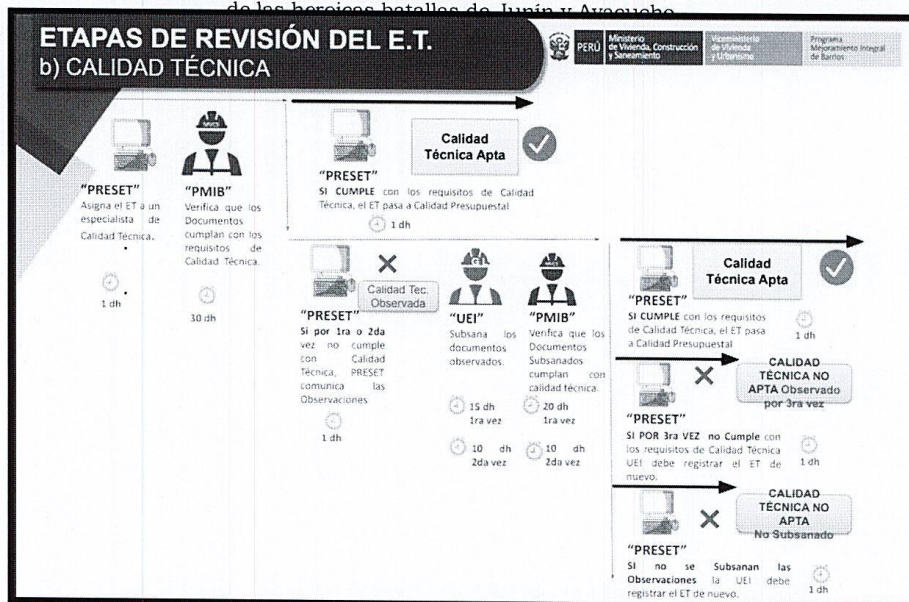 de las heroicas batallas de Junín y Ayacucho
ETAPAS DE REVISIÓN DEL E.T.
b) CALIDAD TÉCNICA
PERÚ
Ministerio
de Vivienda, Construcción
y Saneamiento
Viceministerio
de Vivienda
y Urbanismo
Programa
Mejoramiento Integral
de Barrios
"PRESET"
Asigna el ET a un
especialista de
Calidad Técnica.
1 dh
"PMIB"
Verifica que los
Documentos
cumplan con los
requisitos de
Calidad Técnica.
30 dh
Calidad
Técnica Apta
"PRESET"
SI CUMPLE con los requisitos de Calidad
Técnica, el ET pasa a Calidad Presupuestal
1 dh
Calidad Tec.
Observada
"PRESET"
Si por 1ra o 2da
vez no cumple
con Calidad
Técnica, PRESET
comunica las
Observaciones
1 dh
"UEI"
Subsana los
documentos
observados.
15 dh
1ra vez
10 dh
2da vez
"PMIB"
Verifica que los
Documentos
Subsanados
cumplan con
calidad técnica.
20 dh
1ra vez
10 dh
2da vez
Calidad
Técnica Apta
"PRESET"
SI CUMPLE con los requisitos
de Calidad Técnica, el ET pasa
a Calidad Presupuestal
1 dh
CALIDAD
TÉCNICA NO
APTA Observado
por 3ra vez
"PRESET"
SI POR 3ra VEZ no Cumple con
los requisitos de Calidad Técnica
UEI debe registrar el ET de
nuevo.
1 dh
CALIDAD
TÉCNICA NO
APTA
No Subsanado
"PRESET"
SI no se Subsanan las
Observaciones la UEI debe
registrar el ET de nuevo.
1 dh